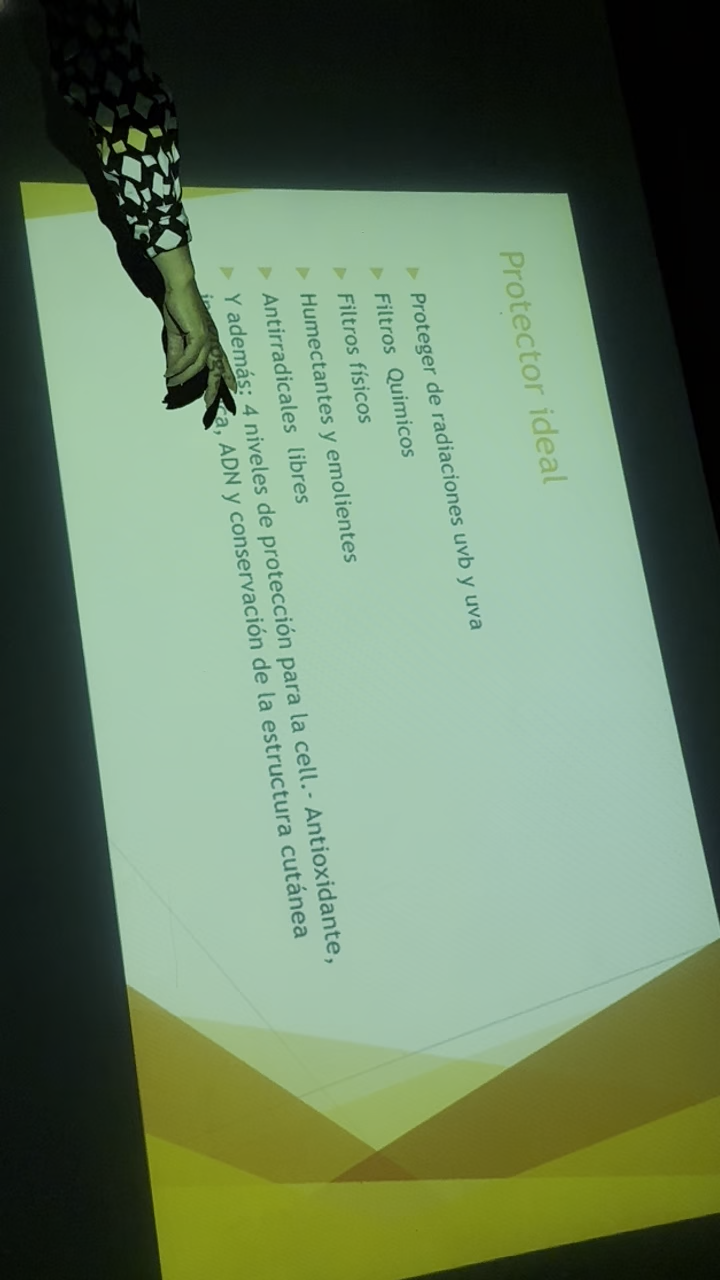 Protector ideal
Proteger de radiaciones uvb y uva
Filtros Quimicos
Filtros físicos
Humectantes y emolientes
Antirradicales libres
Y además: 4 niveles de protección para la cell.- Antioxidante,
ADN y conservación de la estructura cutánea